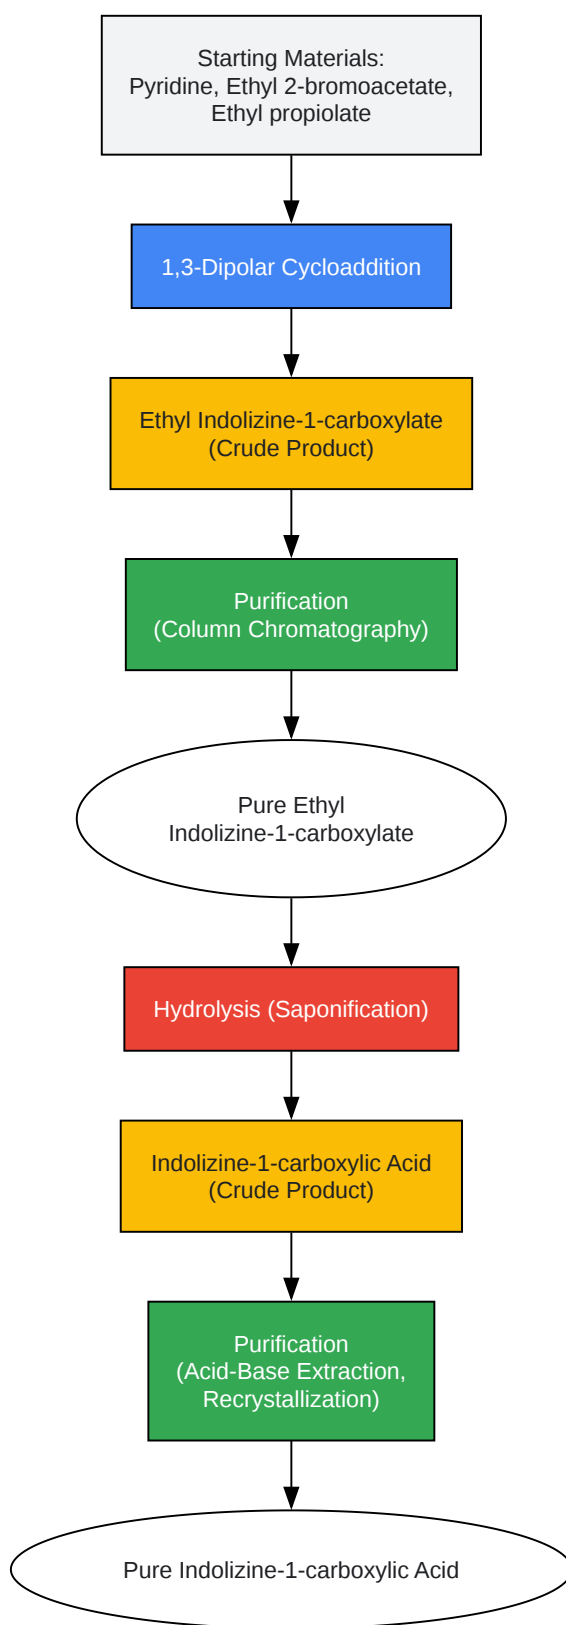 Starting Materials:
Pyridine, Ethyl 2-bromoacetate,
Ethyl propiolate
1,3-Dipolar Cycloaddition
Ethyl Indolizine-1-carboxylate
(Crude Product)
Purification
(Column Chromatography)
Pure Ethyl
Indolizine-1-carboxylate
Hydrolysis (Saponification)
Indolizine-1-carboxylic Acid
(Crude Product)
Purification
(Acid-Base Extraction,
Recrystallization)
Pure Indolizine-1-carboxylic Acid